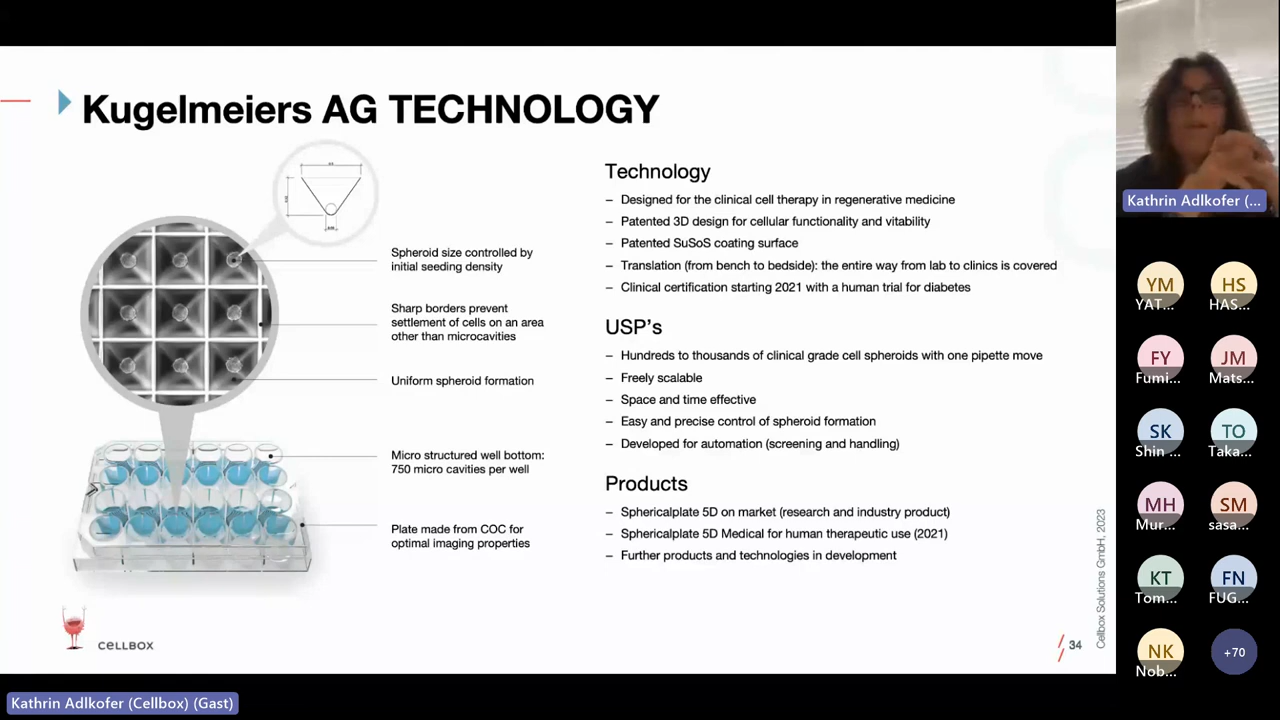 Kugelmeiers AG TECHNOLOGY
Spheroid size controlled by
initial seeding density
Sharp borders prevent
settlement of cells on an area
other than microcavities
Uniform spheroid formation
Micro structured well bottom:
750 micro cavities per well
Plate made from COC for
optimal imaging properties
Technology
– Designed for the clinical cell therapy in regenerative medicine
– Patented 3D design for cellular functionality and vitability
– Patented SuSoS coating surface
– Translation (from bench to bedside): the entire way from lab to clinics is covered
– Clinical certification starting 2021 with a human trial for diabetes
USP's
– Hundreds to thousands of clinical grade cell spheroids with one pipette move
– Freely scalable
– Space and time effective
– Easy and precise control of spheroid formation
– Developed for automation (screening and handling)
Products
– Sphericalplate 5D on market (research and industry product)
– Sphericalplate 5D Medical for human therapeutic use (2021)
– Further products and technologies in development
Cellbox Solutions GmbH, 2023
CELLBOX
34
Kathrin Adlkofer (Cellbox) (Gast)
Kathrin Adlkofer (...
YM
YAT...
HS
HAS...
FY
Fumi...
JM
Mats...
SK
Shin ...
TO
Taka...
MH
Mur...
SM
sasa...
KT
Tom...
FN
FUG...
NK
Nob...
+70